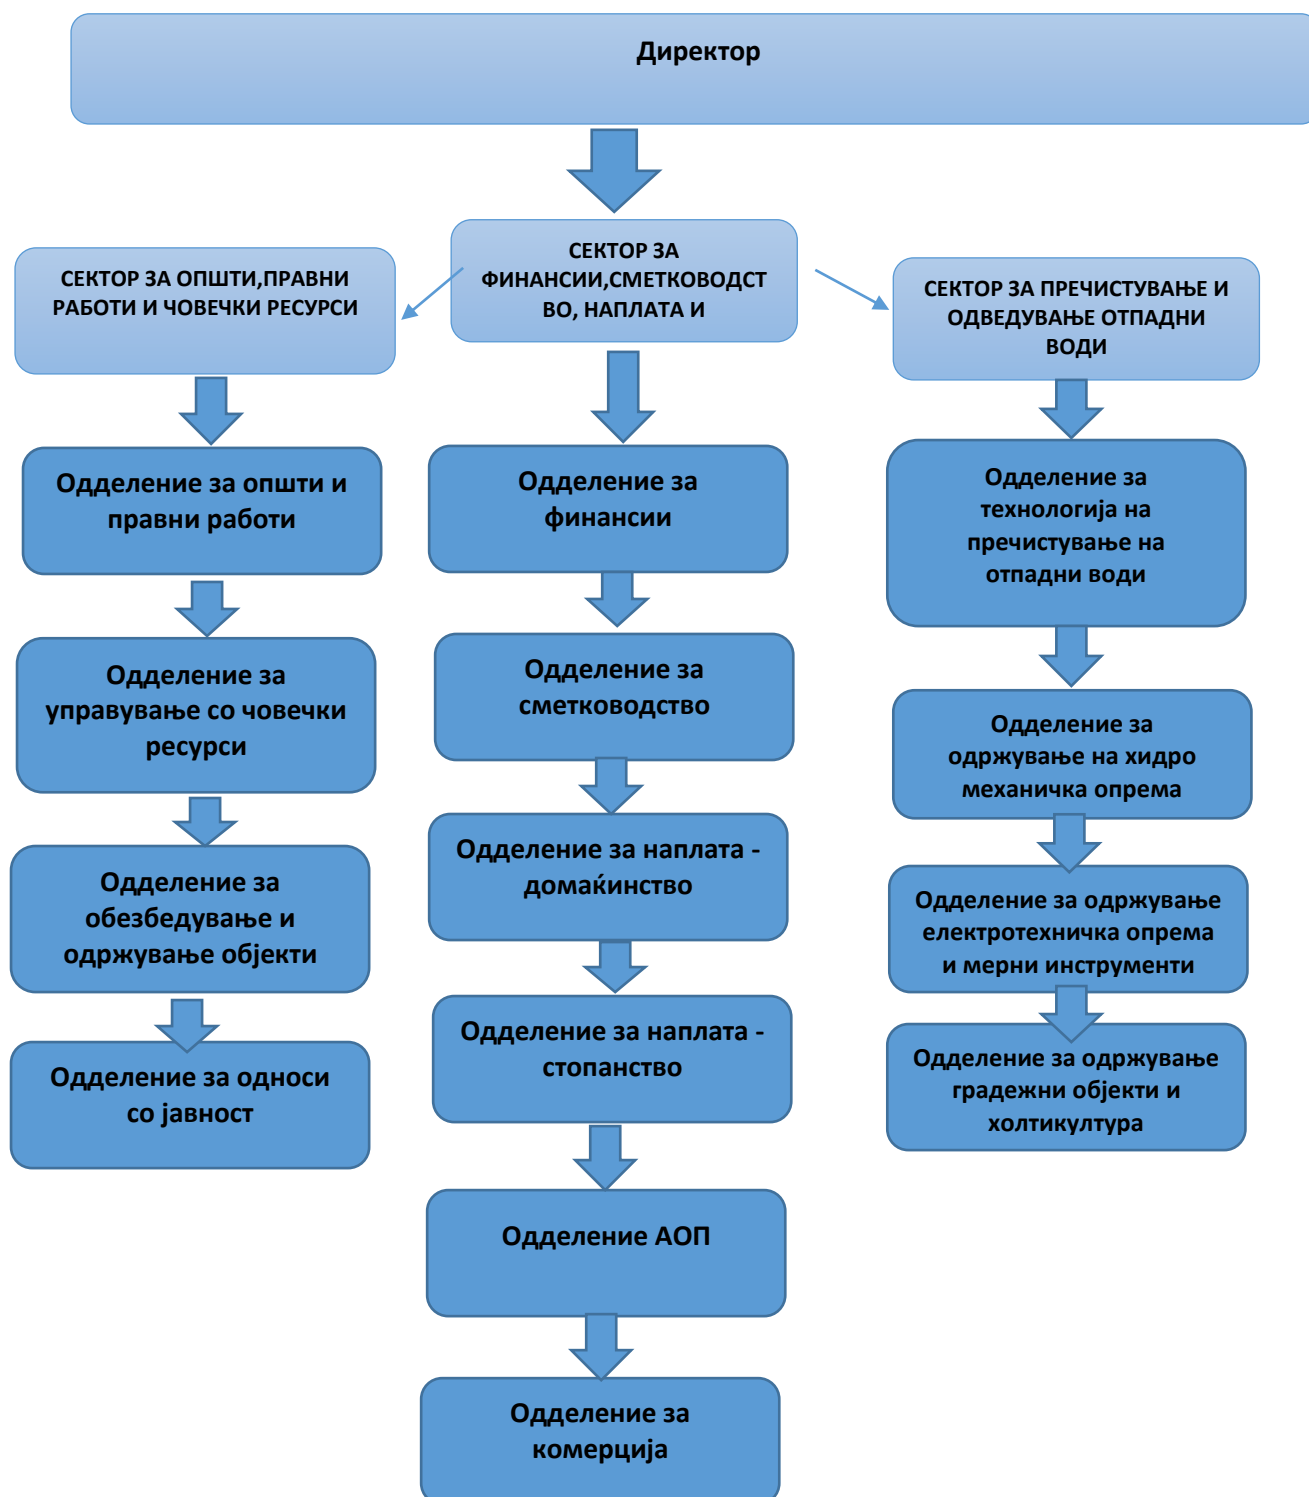 Директор
СЕКТОР ЗА ОПШТИ,ПРАВНИ
РАБОТИ И ЧОВЕЧКИ РЕСУРСИ
СЕКТОР ЗА
ФИНАНСИИ,СМЕТКОВОДСТ
ВО, НАПЛАТА И
СЕКТОР ЗА ПРЕЧИСТУВАЊЕ И
ОДВЕДУВАЊЕ ОТПАДНИ
ВОДИ
Одделение за општи и
правни работи
Одделение за
управување со човечки
ресурси
Одделение за
обезбедување и
одржување објекти
Одделение за односи
со јавност
Одделение за
финансии
Одделение за
сметководство
Одделение за наплата -
домаќинство
Одделение за наплата -
стопанство
Одделение АОП
Одделение за
комерција
Одделение за
технологија на
пречистување на
отпадни води
Одделение за
одржување на хидро
механичка опрема
Одделение за одржување
електротехничка опрема
и мерни инструменти
Одделение за одржување
градежни објекти и
холтикултура